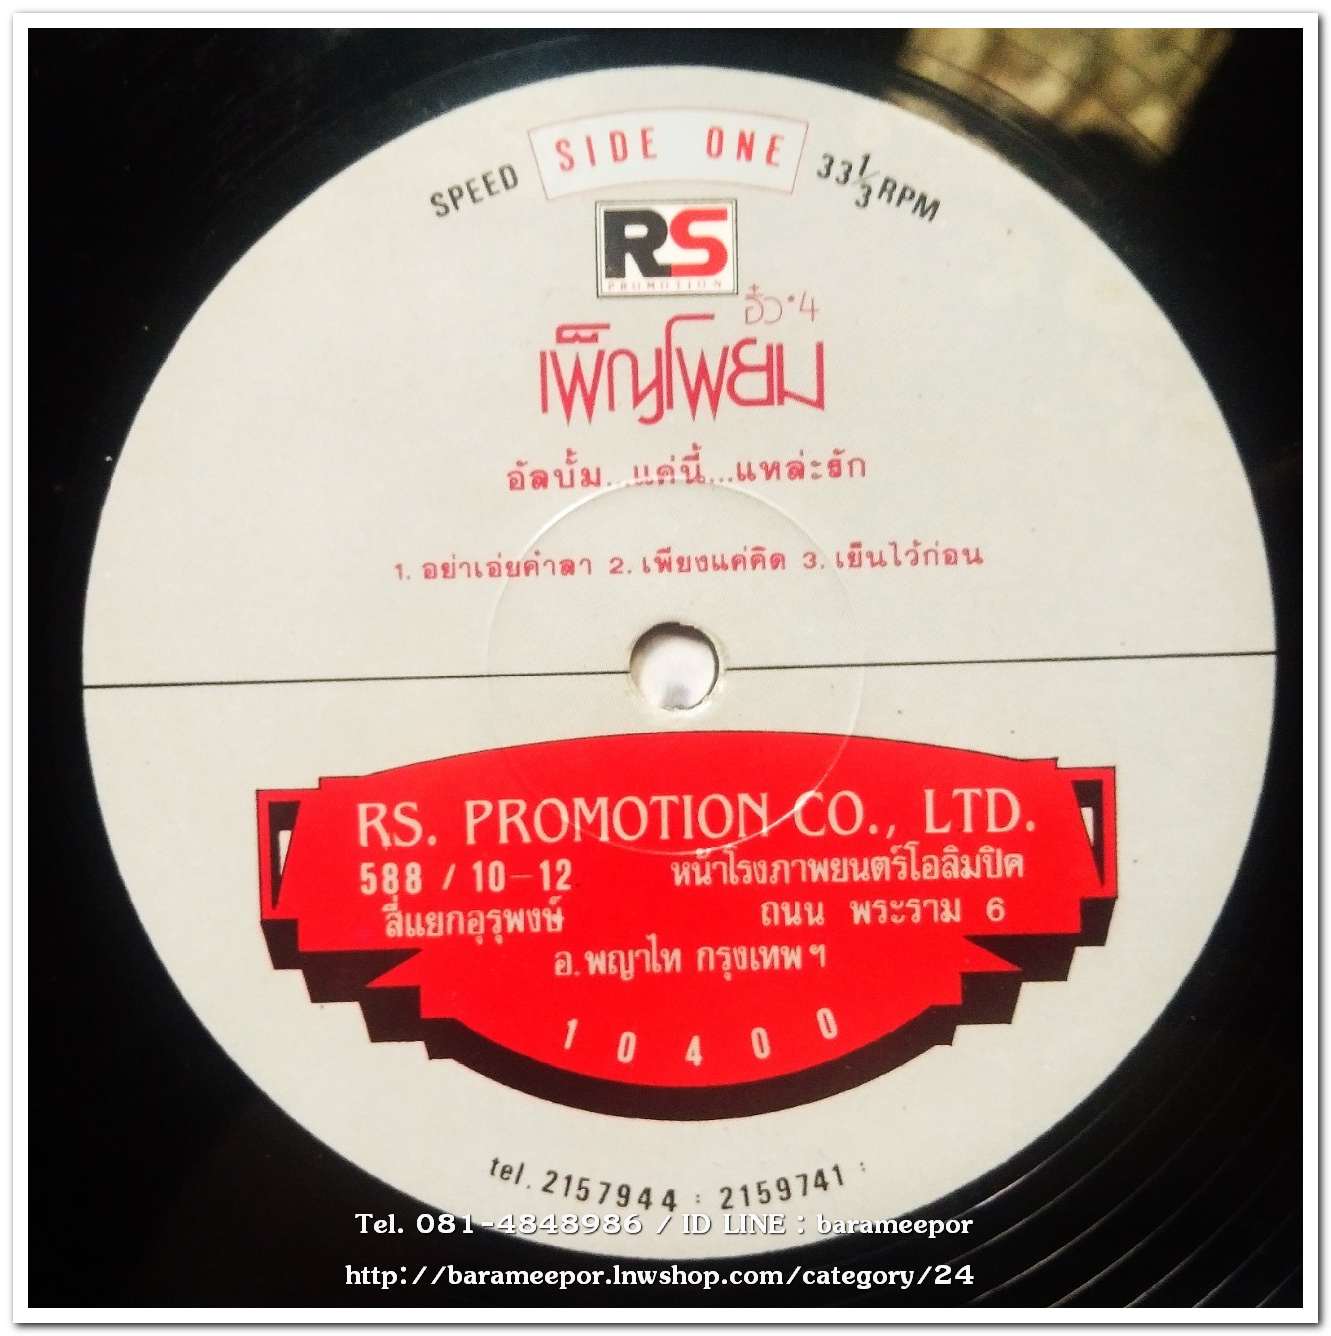 SIDE ONE
SPEED 33 1/3 RPM
RS
PROMOTION
อิ๋ว'4
เพ็ญโพยม
อัลบั้ม...แค่นี้...แหล่ะรัก
1. อย่าเอ่ยคำลา 2. เพียงแค่คิด 3. เย็นไว้ก่อน
RS. PROMOTION CO., LTD.
588 / 10-12 หน้าโรงภาพยนตร์โอลิมปิค
สี่แยกอุรุพงษ์ ถนน พระราม 6
อ.พญาไท กรุงเทพฯ
10400
tel. 2157944 : 2159741 :
Tel. 081-4848986 / ID LINE : barameepor
http://barameepor.lnwshop.com/category/24